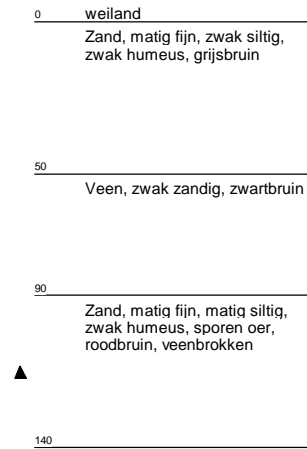 0 weiland
Zand, matig fijn, zwak siltig,
zwak humeus, grijsbruin
50
Veen, zwak zandig, zwartbruin
90
Zand, matig fijn, matig siltig,
zwak humeus, sporen oer,
roodbruin, veenbrokken
140